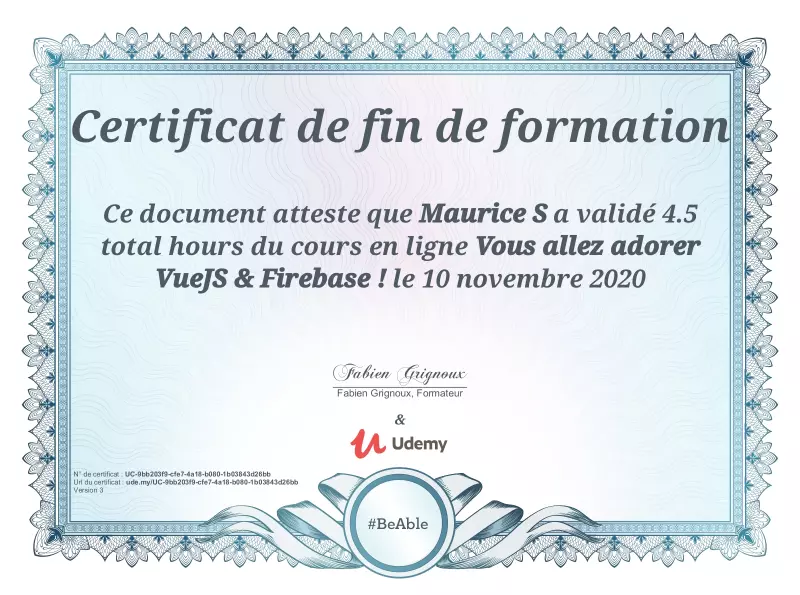 Certificat de fin de formation
Ce document atteste que Maurice S a validé 4.5
total hours du cours en ligne Vous allez adorer
VueJS & Firebase ! le 10 novembre 2020
Fabien Grignoux
Fabien Grignoux, Formateur
&
Udemy
N° de certificat : UC-9bb203f9-cfe7-4a18-b080-1b03843d26bb
Url du certificat : ude.my/UC-9bb203f9-cfe7-4a18-b080-1b03843d26bb
Version 3
#BeAble